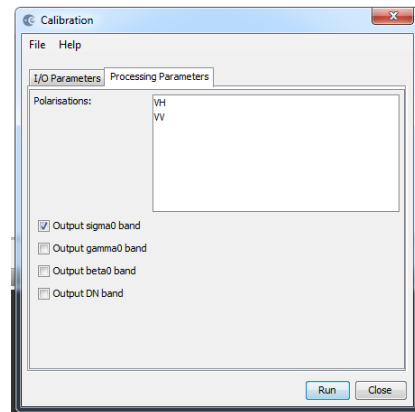 Calibration
File Help
I/O Parameters Processing Parameters
Polarisations:
VH
VV
Output sigma0 band
Output gamma0 band
Output beta0 band
Output DN band
Run Close